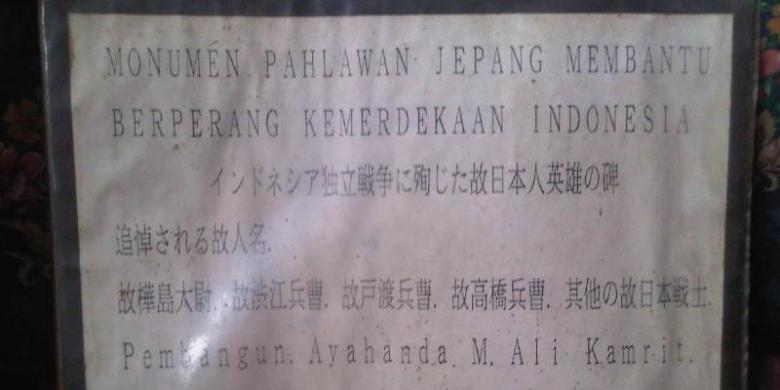 MONUMÉN PAHLAWAN JEPANG MEMBANTU
BERPERANG KEMERDEKAAN INDONESIA
インドネシア独立戦争に殉じた故日本人英雄の碑
追悼される故人名.
故樺島大尉. 故渋江兵曹. 故戸渡兵曹. 故高橋兵曹. 其他の故日本戦士.
Pembangun. Ayahanda. M. Ali Kamrit.